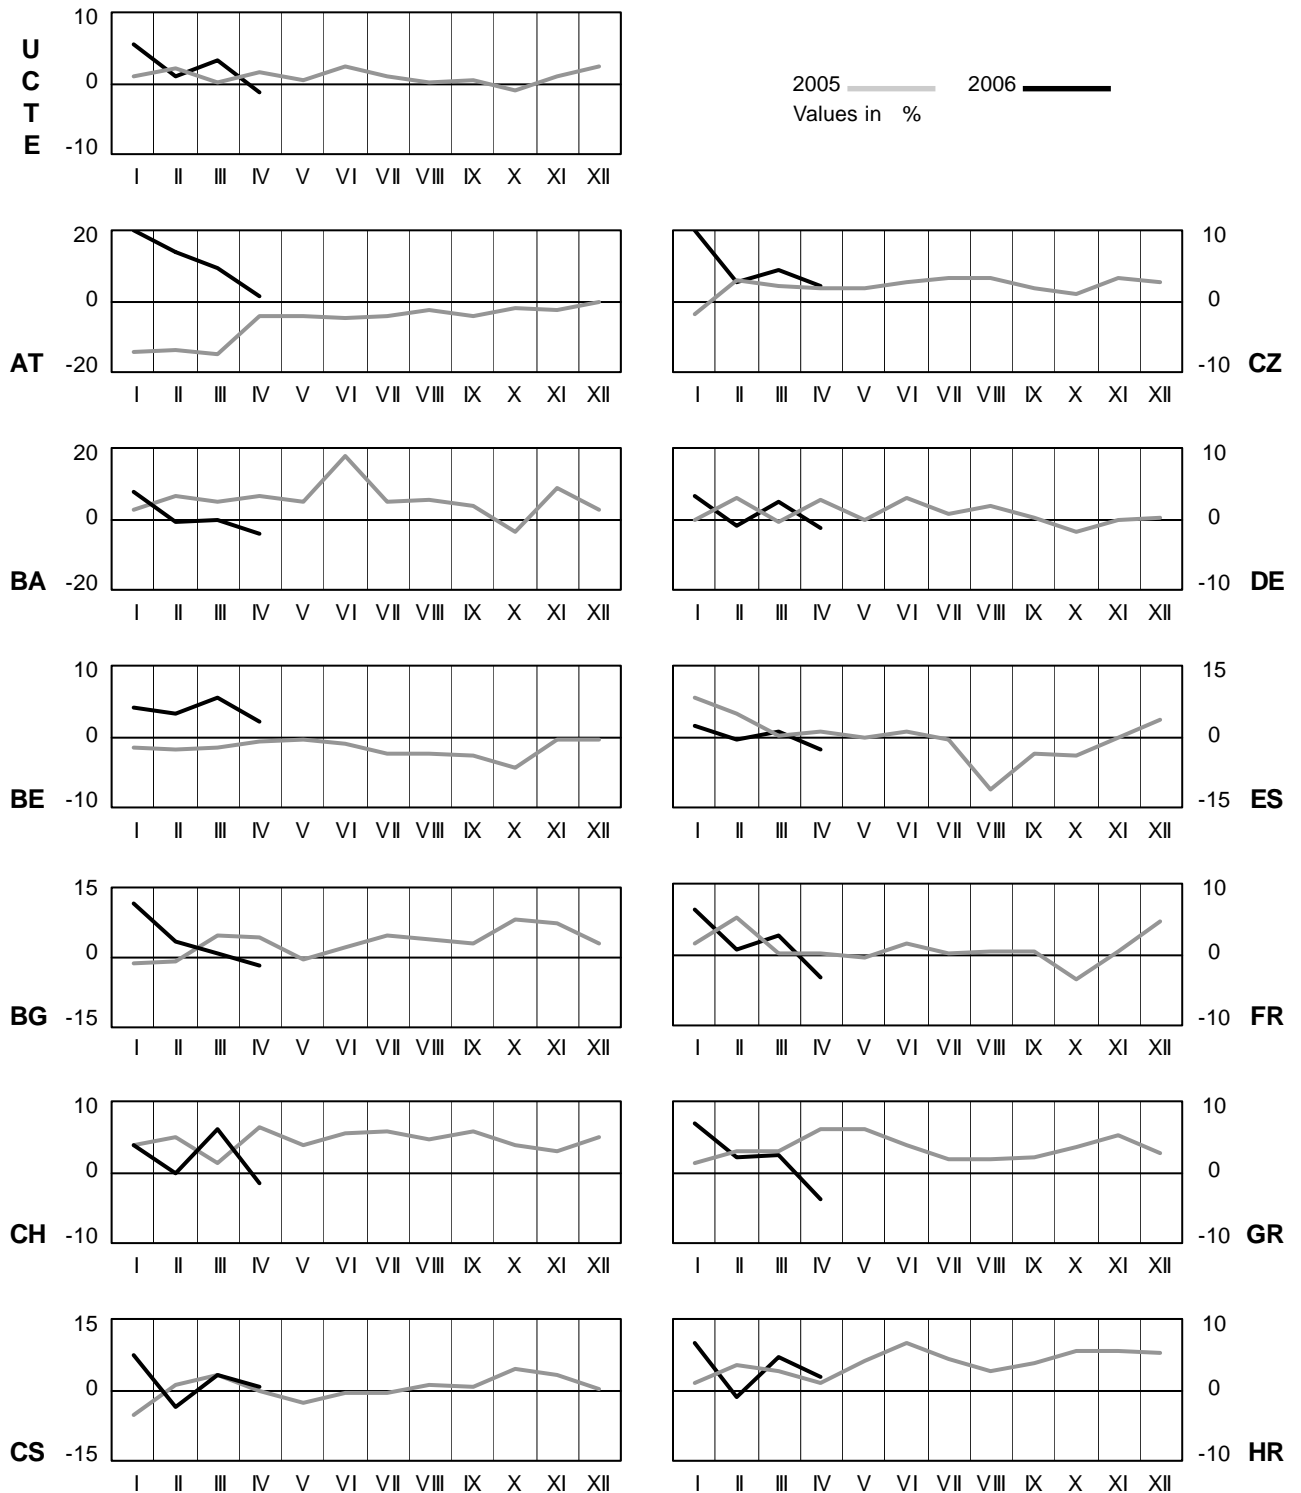 10
U
C
T
E
0
-10
I II III IV V VI VII VIII IX X XI XII
2005 2006
Values in %
20
0
AT -20
I II III IV V VI VII VIII IX X XI XII
10
0
-10 CZ
I II III IV V VI VII VIII IX X XI XII
20
0
BA -20
I II III IV V VI VII VIII IX X XI XII
10
0
-10 DE
I II III IV V VI VII VIII IX X XI XII
10
0
BE -10
I II III IV V VI VII VIII IX X XI XII
15
0
-15 ES
I II III IV V VI VII VIII IX X XI XII
15
0
BG -15
I II III IV V VI VII VIII IX X XI XII
10
0
-10 FR
I II III IV V VI VII VIII IX X XI XII
10
0
CH -10
I II III IV V VI VII VIII IX X XI XII
10
0
-10 GR
I II III IV V VI VII VIII IX X XI XII
15
0
CS -15
I II III IV V VI VII VIII IX X XI XII
10
0
-10 HR
I II III IV V VI VII VIII IX X XI XII